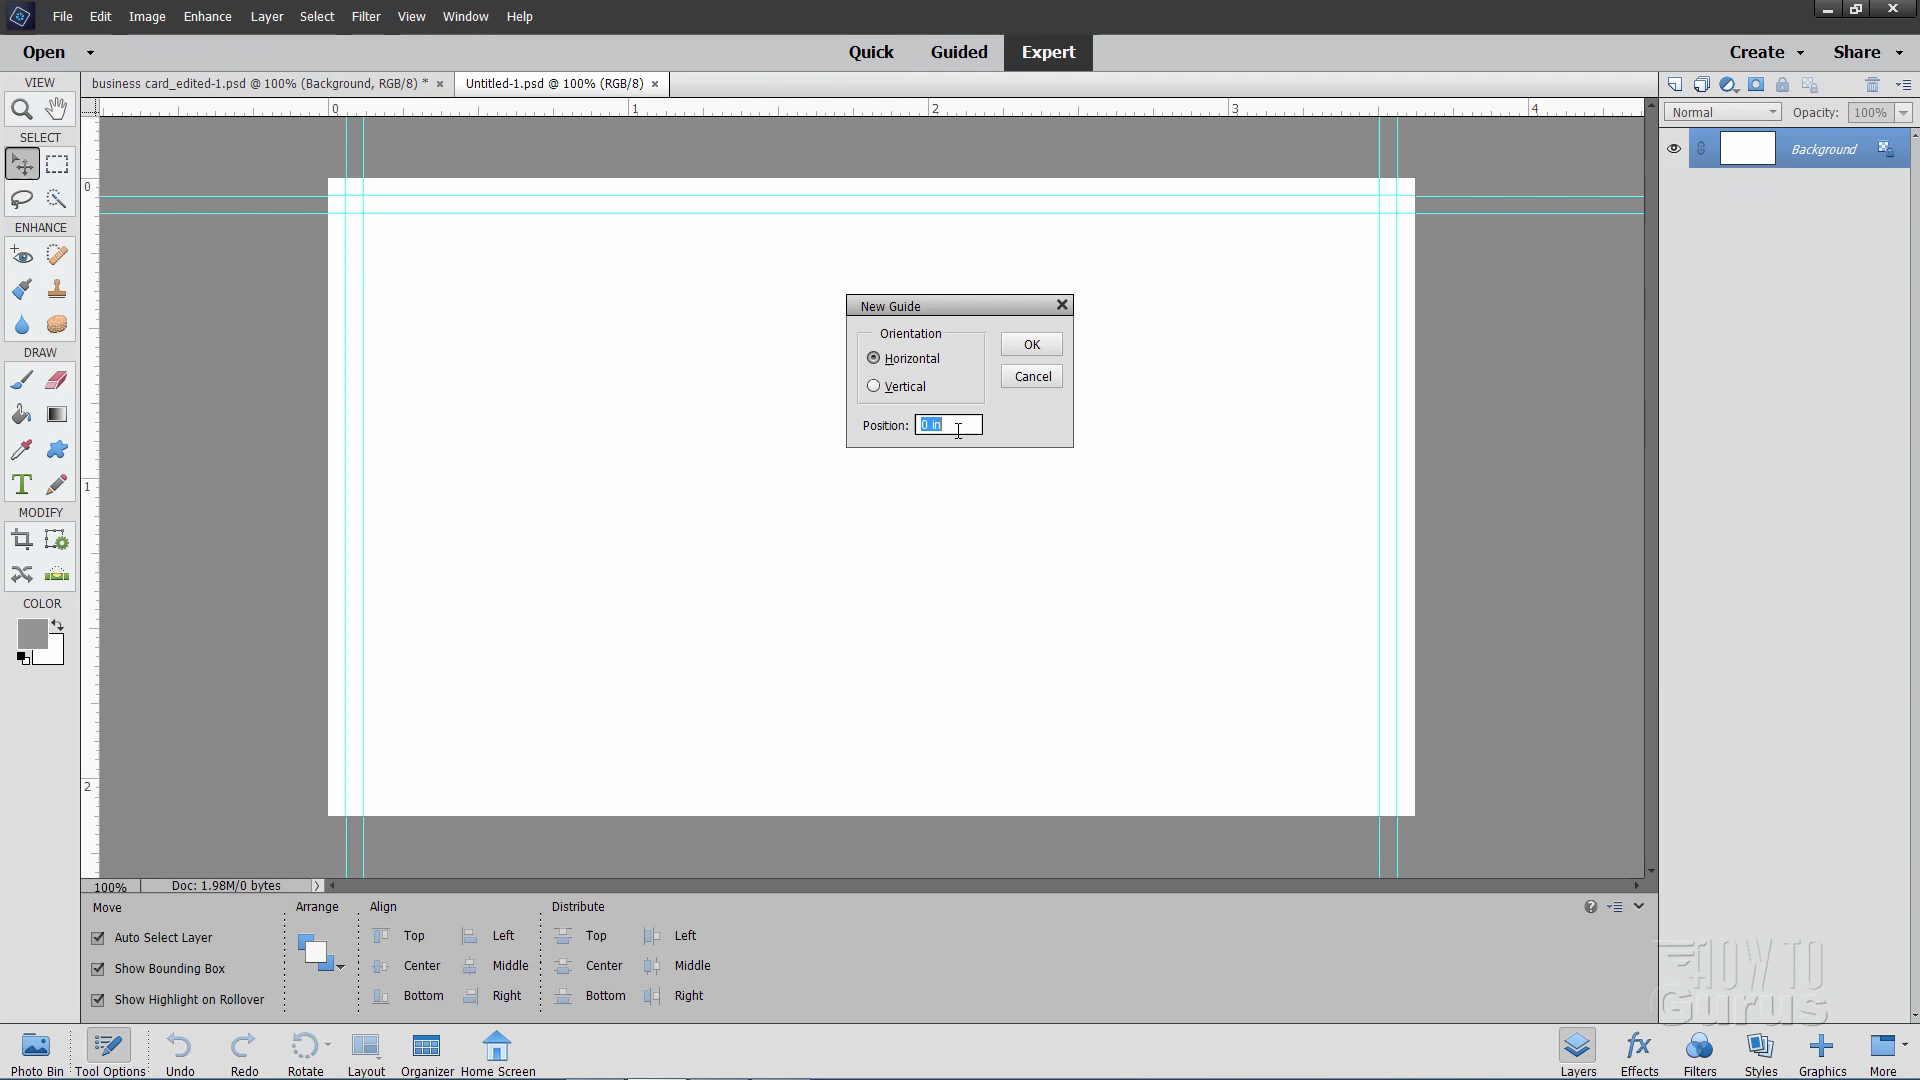 File Edit Image Enhance Layer Select Filter View Window Help
Open Quick Guided Expert Create Share
VIEW business card_edited-1.psd @ 100% (Background, RGB/8) * × Untitled-1.psd @ 100% (RGB/8) ×
0 1 2 3 4
Normal Opacity: 100%
SELECT
Background
0
ENHANCE
New Guide
Orientation
OK
Horizontal
Cancel
Vertical
DRAW
Position: 0 in
1
T
MODIFY
COLOR
2
100% Doc: 1.98M/0 bytes
Move Arrange Align Distribute
Auto Select Layer Top Left Top Left
Show Bounding Box Center Middle Center Middle
Show Highlight on Rollover Bottom Right Bottom Right
HOW TO
Gurus
fx
Photo Bin Tool Options Undo Redo Rotate Layout Organizer Home Screen Layers Effects Filters Styles Graphics More